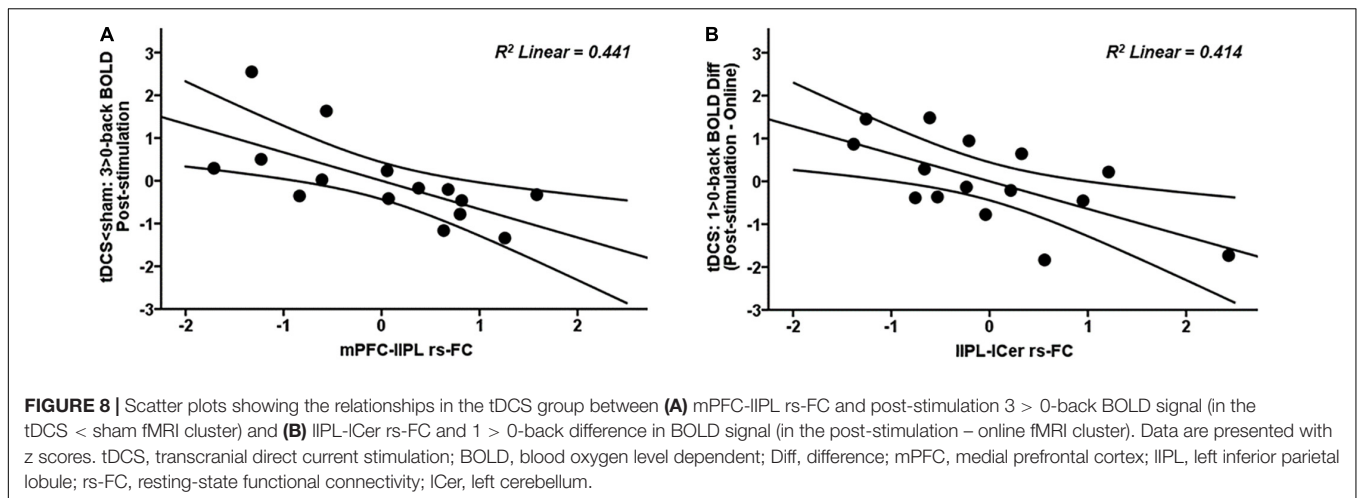 A
R² Linear = 0.441
tDCS<sham: 3>0-back BOLD
Post-stimulation
3
2
1
0
-1
-2
-3
-2
-1
0
1
2
mPFC-lIPL rs-FC
B
R² Linear = 0.414
tDCS: 1>0-back BOLD Diff
(Post-stimulation - Online)
3
2
1
0
-1
-2
-3
-2
-1
0
1
2
lIPL-lCer rs-FC
FIGURE 8 | Scatter plots showing the relationships in the tDCS group between (A) mPFC-lIPL rs-FC and post-stimulation 3 > 0-back BOLD signal (in the
tDCS < sham fMRI cluster) and (B) lIPL-lCer rs-FC and 1 > 0-back difference in BOLD signal (in the post-stimulation – online fMRI cluster). Data are presented with
z scores. tDCS, transcranial direct current stimulation; BOLD, blood oxygen level dependent; Diff, difference; mPFC, medial prefrontal cortex; lIPL, left inferior parietal
lobule; rs-FC, resting-state functional connectivity; lCer, left cerebellum.